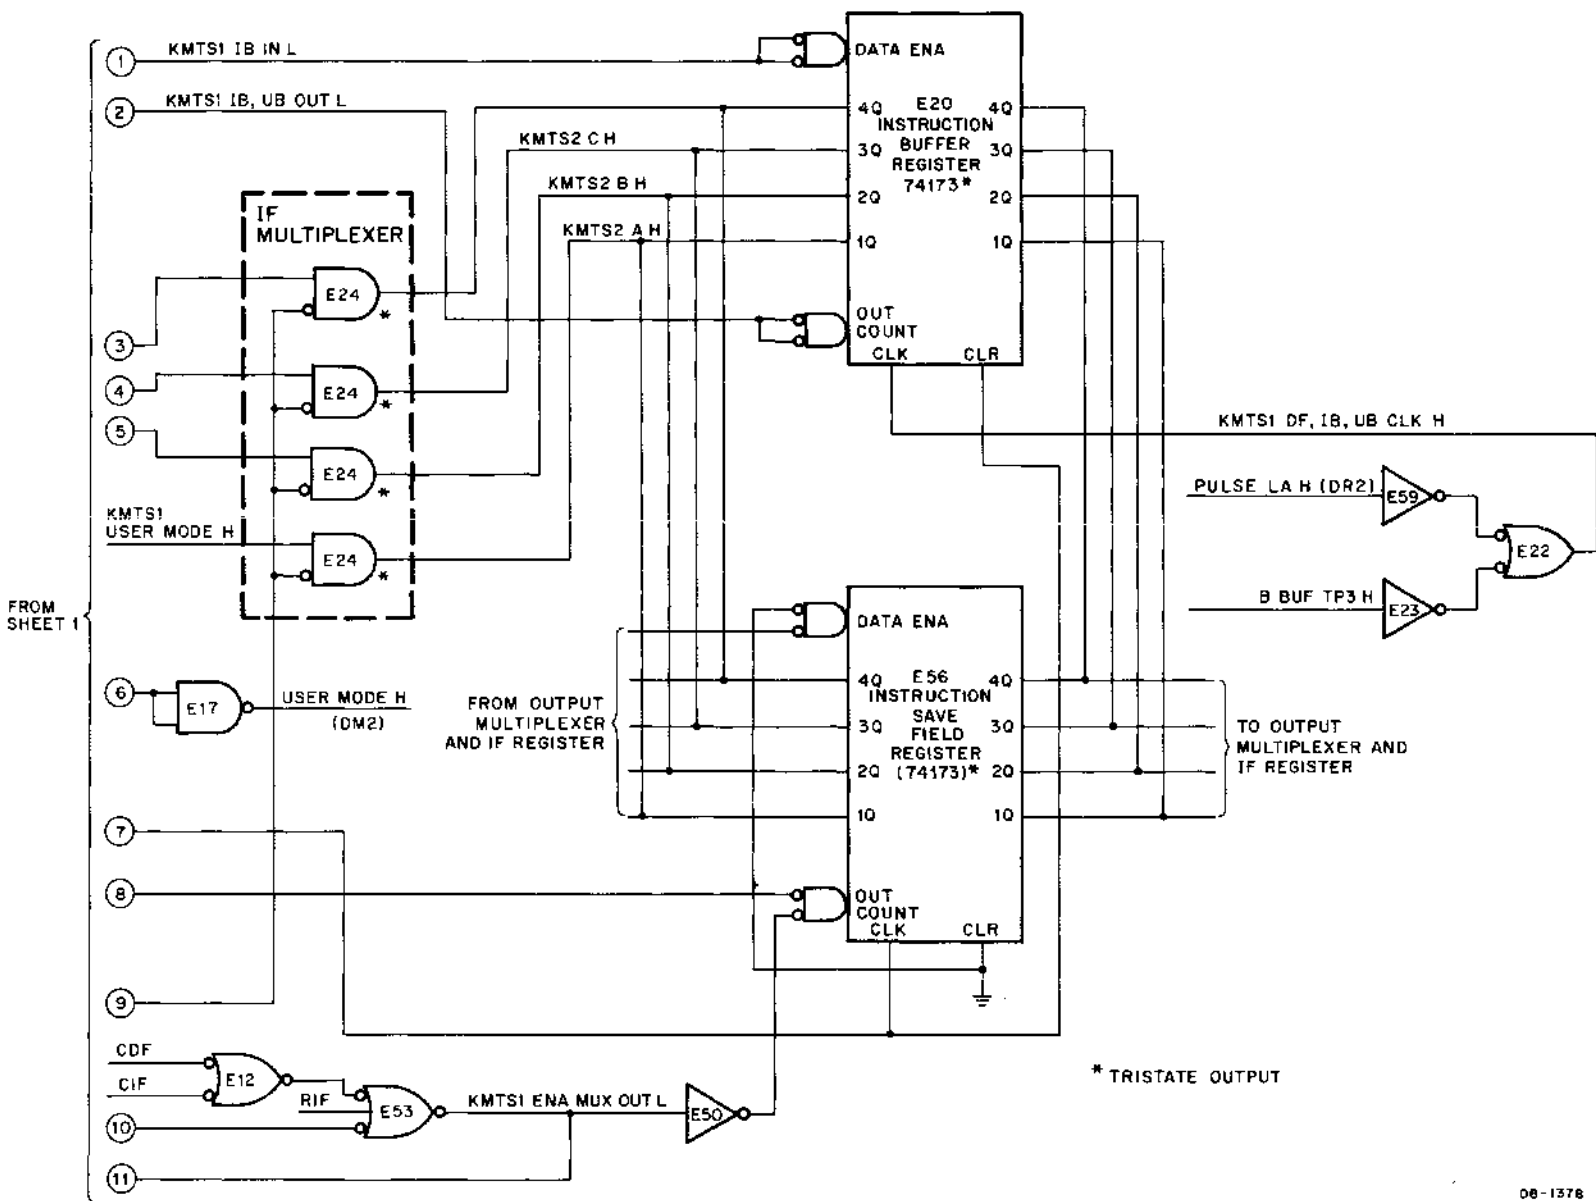 1
KMTS1 IB IN L
DATA ENA
2
KMTS1 IB, UB OUT L
4Q
E20
INSTRUCTION
BUFFER
REGISTER
74173*
4Q
KMTS2 C H
3Q
3Q
KMTS2 B H
2Q
2Q
KMTS2 A H
1Q
1Q
IF
MULTIPLEXER
E24
*
3
OUT
COUNT
CLK
CLR
4
E24
*
5
E24
*
KMTS1
USER MODE H
E24
*
KMTS1 DF, IB, UB CLK H
PULSE LA H (DR2)
E59
E22
B BUF TP3 H
E23
FROM
SHEET 1
DATA ENA
6
E17
USER MODE H
(DM2)
FROM OUTPUT
MULTIPLEXER
AND IF REGISTER
4Q
3Q
2Q
1Q
E56
INSTRUCTION
SAVE
FIELD
REGISTER
(74173)*
4Q
3Q
2Q
1Q
TO OUTPUT
MULTIPLEXER AND
IF REGISTER
7
8
OUT
COUNT
CLK
CLR
9
CDF
CIF
E12
RIF
E53
KMTS1 ENA MUX OUT L
E50
10
11
* TRISTATE OUTPUT
08-1378